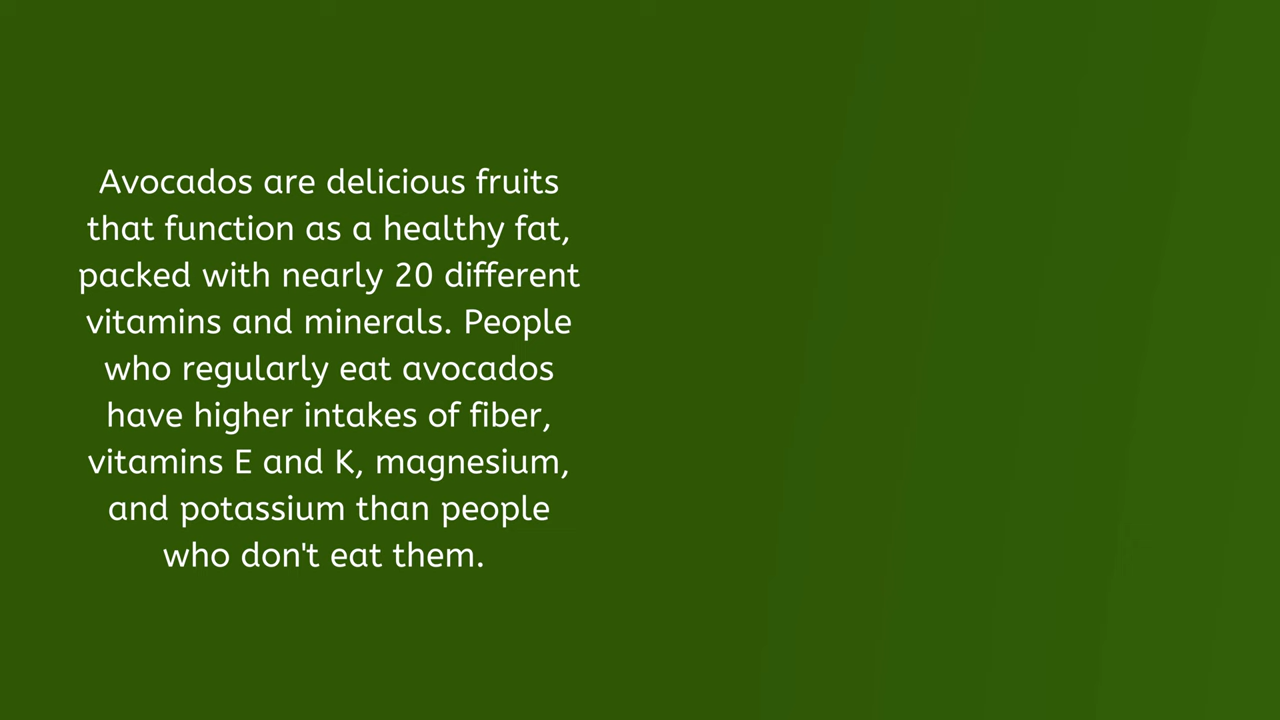 Avocados are delicious fruits
that function as a healthy fat,
packed with nearly 20 different
vitamins and minerals. People
who regularly eat avocados
have higher intakes of fiber,
vitamins E and K, magnesium,
and potassium than people
who don't eat them.